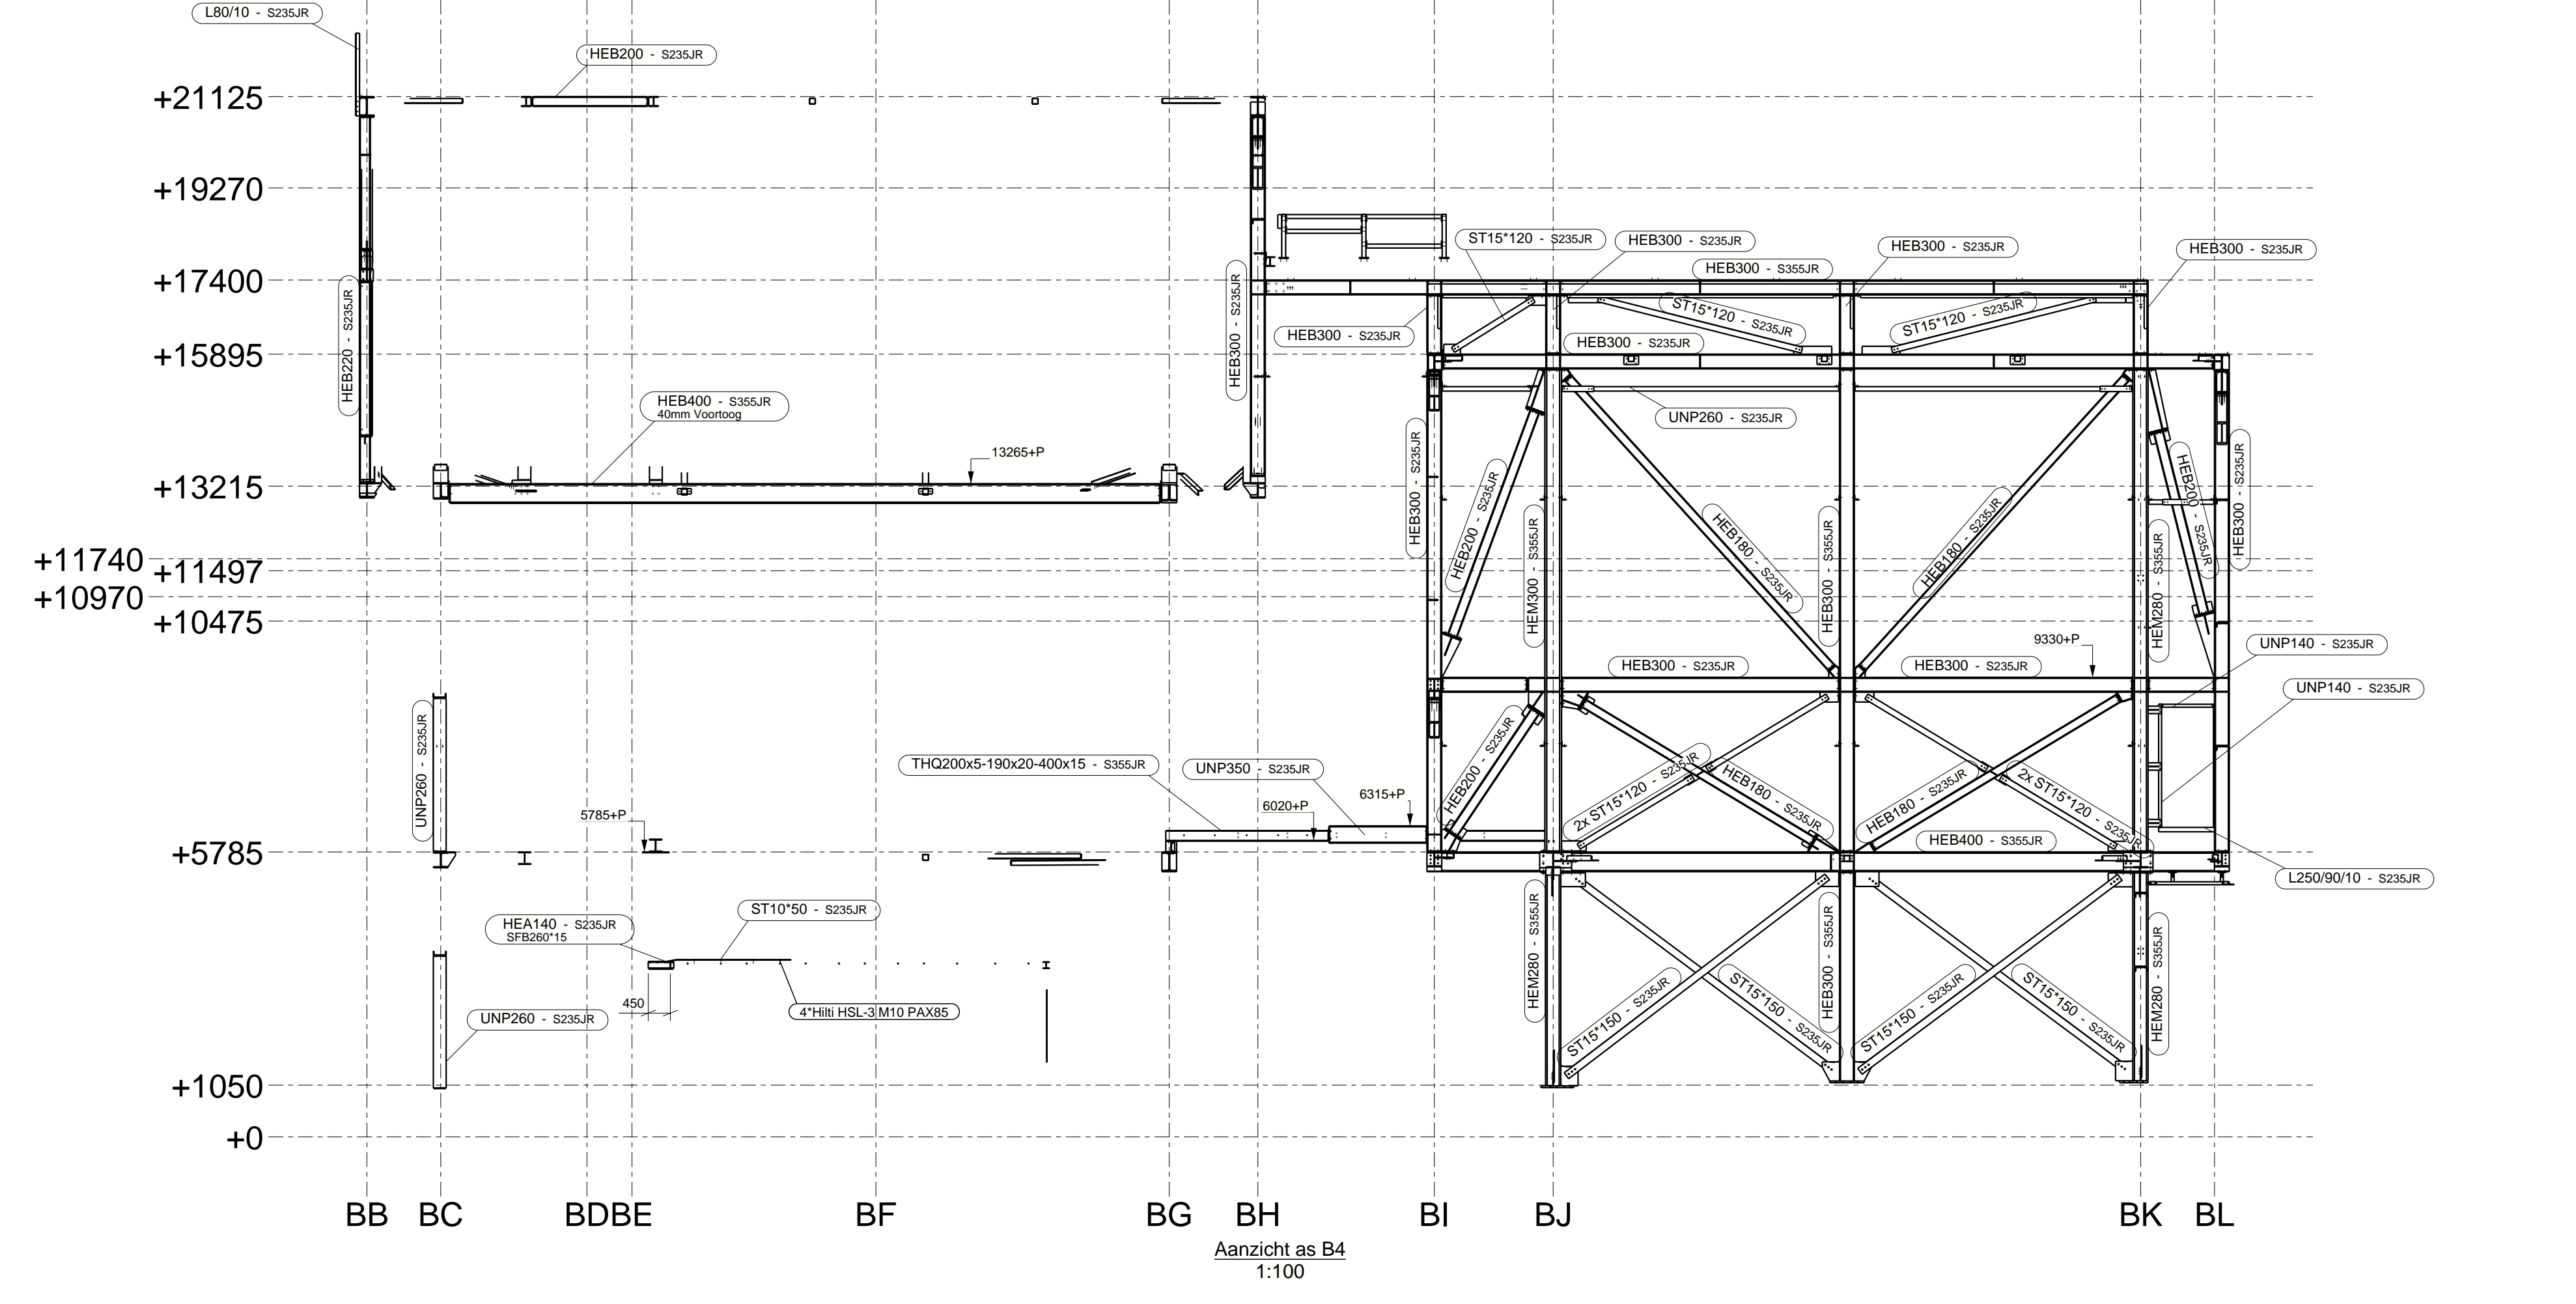 L80/10 - S235JR
HEB200 - S235JR
+21125
+19270
ST15*120 - S235JR
HEB300 - S235JR
HEB300 - S235JR
HEB300 - S235JR
HEB300 - S355JR
+17400
HEB220 - S235JR
HEB300 - S235JR
HEB300 - S235JR
ST15*120 - S235JR
ST15*120 - S235JR
HEB300 - S235JR
+15895
HEB400 - S355JR
40mm Voortoog
UNP260 - S235JR
13265+P
+13215
HEB300 - S235JR
HEB200 - S235JR
HEM300 - S355JR
HEB180 - S235JR
HEB300 - S355JR
HEB180 - S235JR
HEM280 - S355JR
HEB200 - S235JR
HEB300 - S235JR
+11740
+11497
+10970
+10475
9330+P
UNP140 - S235JR
HEB300 - S235JR
HEB300 - S235JR
UNP140 - S235JR
UNP260 - S235JR
THQ200x5-190x20-400x15 - S355JR
UNP350 - S235JR
HEB200 - S235JR
2x ST15*120 - S235JR
HEB180 - S235JR
HEB180 - S235JR
2x ST15*120 - S235JR
6315+P
6020+P
5785+P
HEB400 - S355JR
+5785
L250/90/10 - S235JR
ST10*50 - S235JR
HEA140 - S235JR
SFB260*15
HEM280 - S355JR
HEB300 - S355JR
HEM280 - S355JR
450
4*Hilti HSL-3 M10 PAX85
UNP260 - S235JR
ST15*150 - S235JR
ST15*150 - S235JR
ST15*150 - S235JR
ST15*150 - S235JR
+1050
+0
BB BC BD BE BF BG BH BI BJ BK BL
Aanzicht as B4
1:100